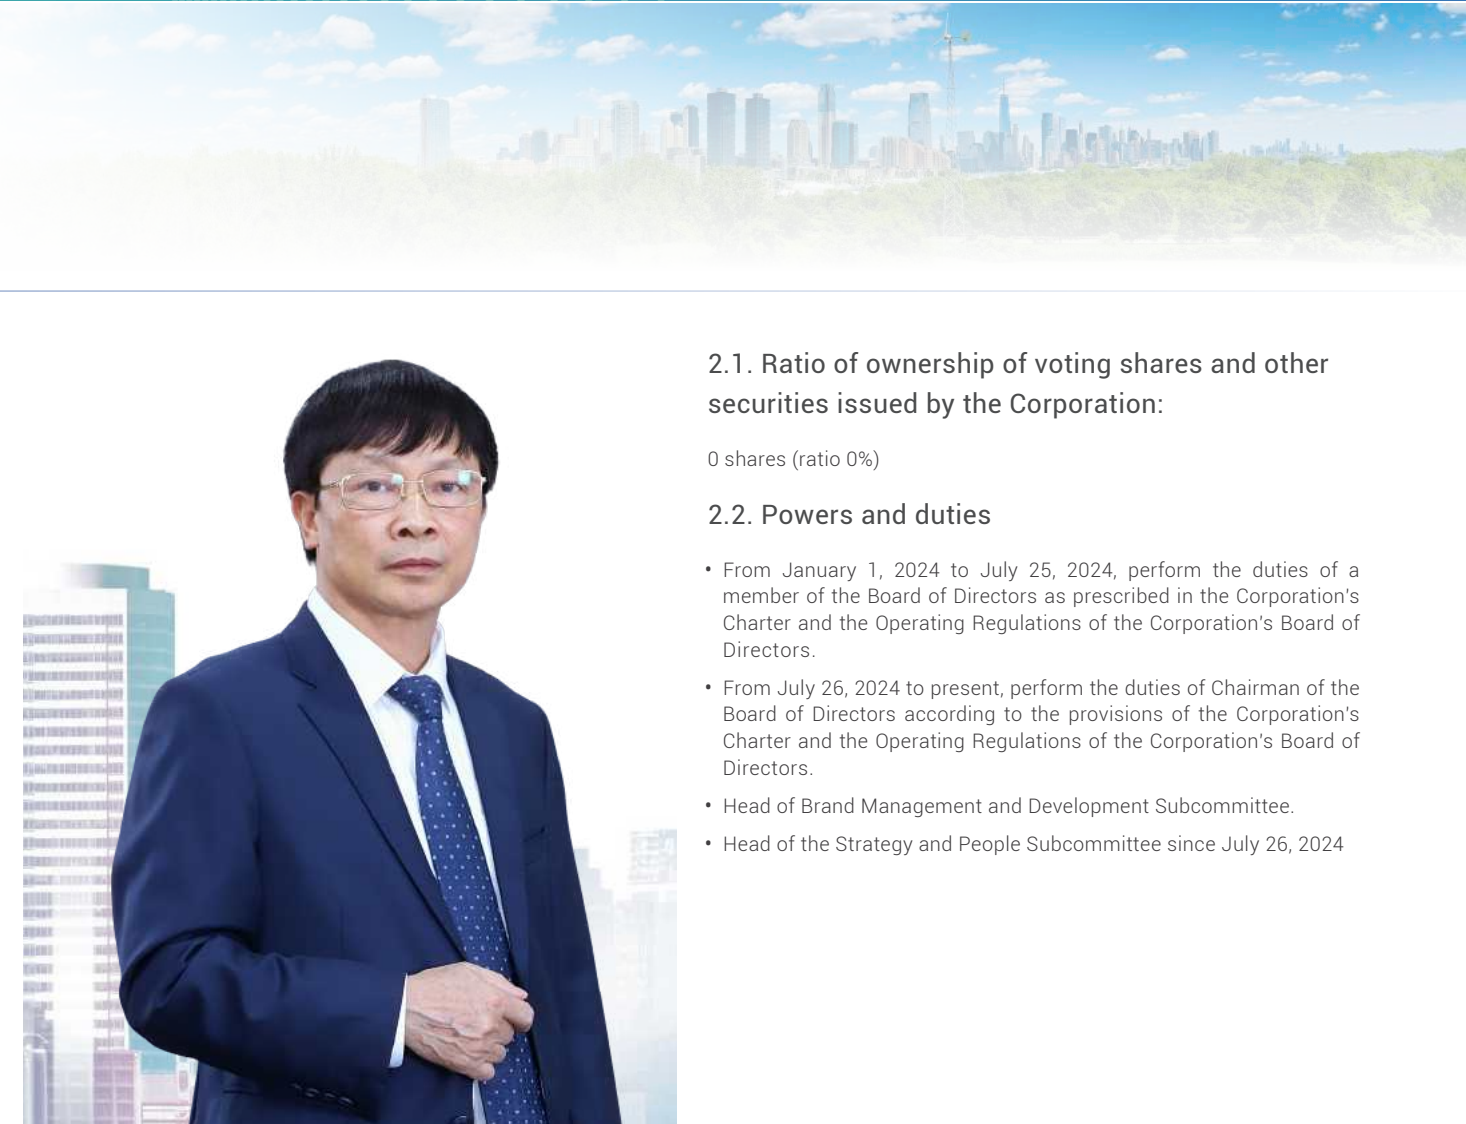 2.1. Ratio of ownership of voting shares and other
securities issued by the Corporation:
0 shares (ratio 0%)
2.2. Powers and duties
• From January 1, 2024 to July 25, 2024, perform the duties of a
member of the Board of Directors as prescribed in the Corporation's
Charter and the Operating Regulations of the Corporation's Board of
Directors.
• From July 26, 2024 to present, perform the duties of Chairman of the
Board of Directors according to the provisions of the Corporation's
Charter and the Operating Regulations of the Corporation's Board of
Directors.
• Head of Brand Management and Development Subcommittee.
• Head of the Strategy and People Subcommittee since July 26, 2024